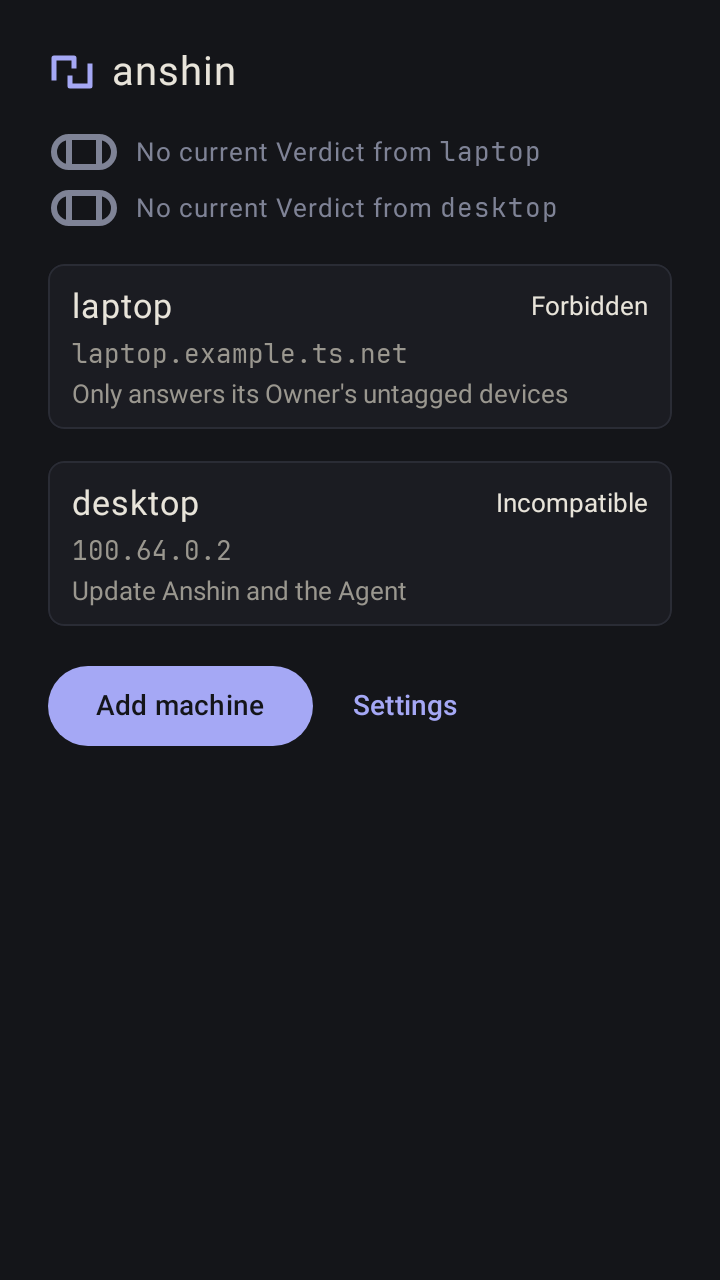 anshin
No current Verdict from laptop
No current Verdict from desktop
laptop
Forbidden
laptop.example.ts.net
Only answers its Owner's untagged devices
desktop
Incompatible
100.64.0.2
Update Anshin and the Agent
Add machine
Settings